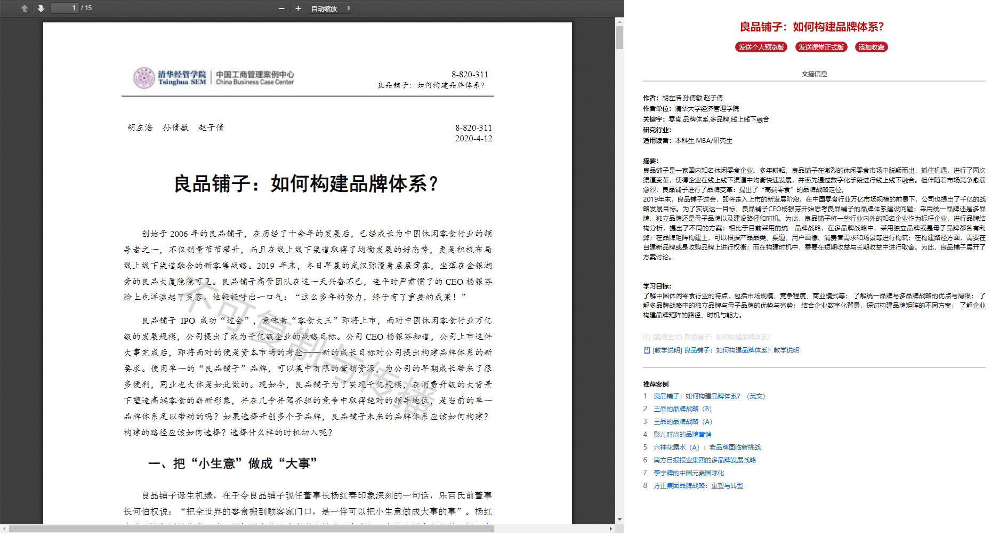 1 / 15
自动缩放
清华经管学院 中国工商管理案例中心
Tsinghua SEM China Business Case Center
8-820-311
良品铺子：如何构建品牌体系？
胡左浩 孙倩敏 赵子倩
8-820-311
2020-4-12
良品铺子：如何构建品牌体系？
创始于 2006 年的良品铺子，在历经了十余年的发展后，已经成长为中国休闲零食行业的领
导者之一，不仅销量节节攀升，而且在线上线下渠道取得了均衡发展的好态势，更是积极布局
线上线下渠道融合的新零售战略。2019 年末，冬日早晨的武汉弥漫着层层薄雾，坐落在金银湖
旁的良品大厦隐隐可见。良品铺子高管团队在这一天兴奋不已，连平时严肃惯了的 CEO 杨银芬
脸上也洋溢起了笑容。他轻轻呼出一口气：“这么多年的努力，终于有了重要的成果！”
良品铺子 IPO 成功“过会”，意味着“零食大王”即将上市，面对中国休闲零食行业万亿
级的发展规模，公司提出了成为千亿级企业的战略目标。公司 CEO 杨银芬知道，公司上市这件
大事完成后，即将面对的便是资本市场的考验——新的成长目标对公司提出构建品牌体系的新
要求。使用单一的“良品铺子”品牌，可以集中有限的营销资源，为公司的早期成长带来了很
多便利，同业也大体是如此做的。现如今，良品铺子为了实现千亿规模，在消费升级的大背景
下塑造高端零食的崭新形象，并在几乎并驾齐驱的竞争中取得绝对的领导地位，是当前的单一
品牌体系足以带动的吗？如果选择开创多个子品牌，良品铺子未来的品牌体系应该如何构建？
构建的路径应该如何选择？选择什么样的时机切入呢？
不可复制与传播
一、把“小生意”做成“大事”
良品铺子诞生机缘，在于令良品铺子现任董事长杨红春印象深刻的一句话，乐百氏前董事
长何伯权说：“把全世界的零食搬到顾客家门口，是一件可以把小生意做成大事的事”。杨红
良品铺子：如何构建品牌体系？
发送个人预览版 发送课堂正式版 添加收藏
文摘信息
作者：胡左浩,孙倩敏,赵子倩
作者单位：清华大学经济管理学院
关键字：零食,品牌体系,多品牌,线上线下融合
研究行业：
适用读者：本科生,MBA/研究生
摘要：
良品铺子是一家国内知名休闲零食企业。多年耕耘，良品铺子在激烈的休闲零食市场中脱颖而出，抓住机遇，进行了两次
渠道变革，使得企业在线上线下渠道中均衡快速发展，并率先通过数字化手段进行线上线下融合。但伴随着市场竞争愈演
愈烈，良品铺子进行了品牌变革：提出了“高端零食”的品牌战略定位。
2019年末，良品铺子过会，即将走入上市的新发展阶段。在中国零食行业万亿市场规模的前景下，公司也提出了千亿的战
略发展目标。为了实现这一目标，良品铺子CEO杨银芬开始思考良品铺子的品牌体系建设问题：采用统一品牌还是多品
牌、独立品牌还是母子品牌以及建设路径和时机。为此，良品铺子将一些行业内外的知名企业作为标杆企业，进行品牌结
构分析，提出了不同的方案：相比于目前采用的统一品牌战略，在多品牌战略中，采用独立品牌或是母子品牌都各有利
弊；在品牌矩阵构建上，可以根据产品品类、渠道、用户画像、消费者需求和场景等进行构筑；在构建路径方面，需要在
自建新品牌或是收购品牌上进行权衡；而在构建时机中，需要在短期收益与长期收益中进行取舍。为此，良品铺子展开了
方案讨论。
学习目标：
了解中国休闲零食行业的特点，包括市场规模、竞争程度、商业模式等； 了解统一品牌与多品牌战略的优点与局限； 了
解多品牌战略中的独立品牌与母子品牌的优势与劣势； 结合企业数字化背景，探讨构建品牌矩阵的不同方案； 了解企业
构建品牌矩阵的路径、时机与能力。
[案例全文] 良品铺子：如何构建品牌体系？
[教学说明] 良品铺子：如何构建品牌体系？教学说明
推荐案例
1 良品铺子：如何构建品牌体系？（英文）
2 王品的品牌战略（B）
3 王品的品牌战略（A）
4 影儿时尚的品牌营销
5 六神花露水（A）：老品牌面临新挑战
6 南方日报报业集团的多品牌发展战略
7 李宁牌的中国元素国际化
8 方正集团品牌战略：重塑与转型